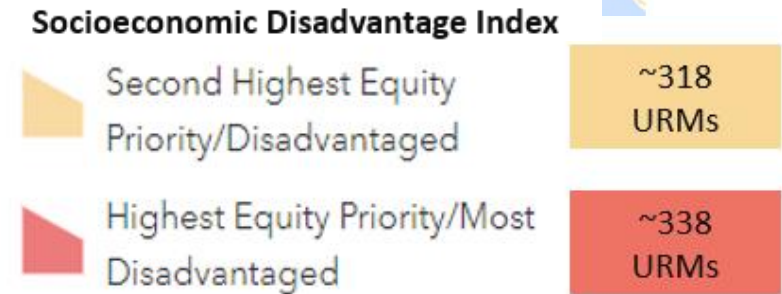 Socioeconomic Disadvantage Index
Second Highest Equity
Priority/Disadvantaged
~318
URMs
Highest Equity Priority/Most
Disadvantaged
~338
URMs